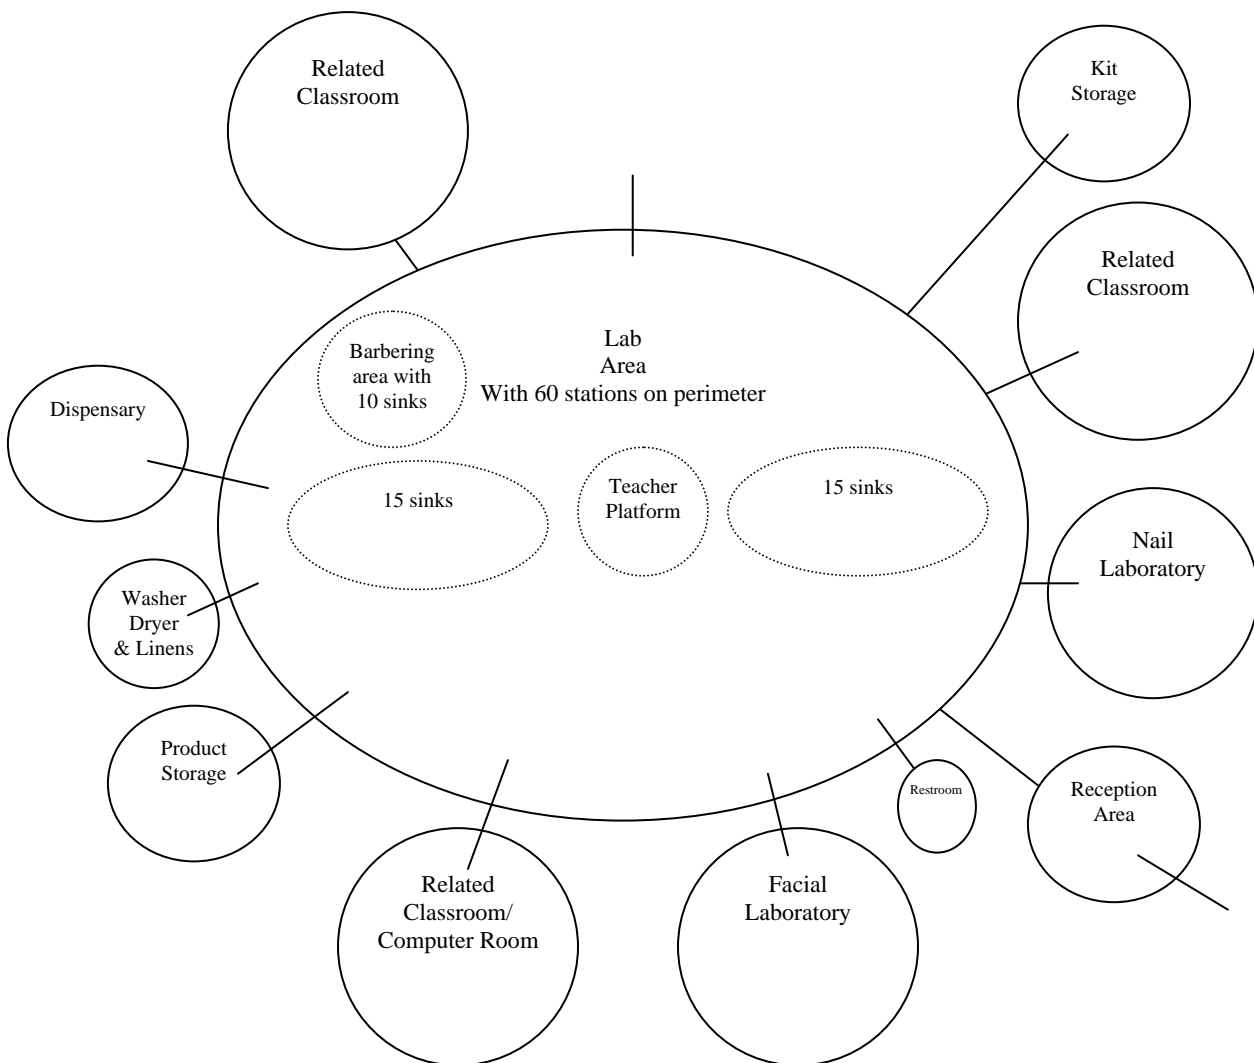 Related
Classroom
Kit
Storage
Related
Classroom
Lab
Area
With 60 stations on perimeter
Barbering
area with
10 sinks
Dispensary
15 sinks
Teacher
Platform
15 sinks
Nail
Laboratory
Washer
Dryer
& Linens
Product
Storage
Restroom
Reception
Area
Related
Classroom/
Computer Room
Facial
Laboratory